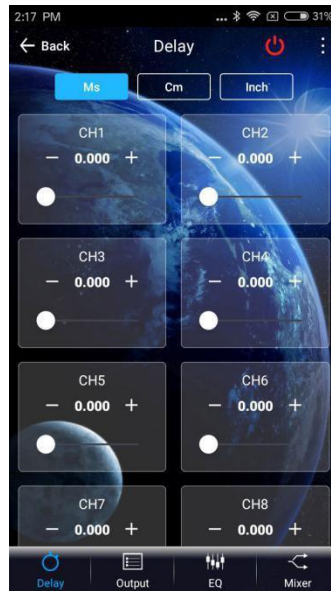 2:17 PM ... 31%
← Back Delay
Ms Cm Inch
CH1 CH2
— 0.000 + — 0.000 +
CH3 CH4
— 0.000 + — 0.000 +
CH5 CH6
— 0.000 + — 0.000 +
CH7 CH8
— 0.000 + — 0.000 +
Delay Output EQ Mixer